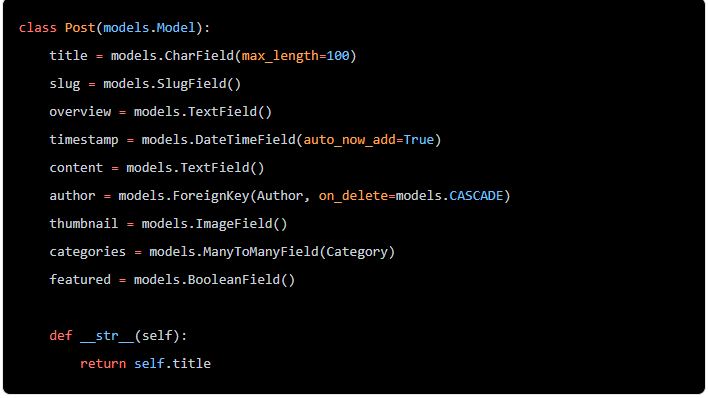 class Post(models.Model):
    title = models.CharField(max_length=100)
    slug = models.SlugField()
    overview = models.TextField()
    timestamp = models.DateTimeField(auto_now_add=True)
    content = models.TextField()
    author = models.ForeignKey(Author, on_delete=models.CASCADE)
    thumbnail = models.ImageField()
    categories = models.ManyToManyField(Category)
    featured = models.BooleanField()

    def __str__(self):
        return self.title